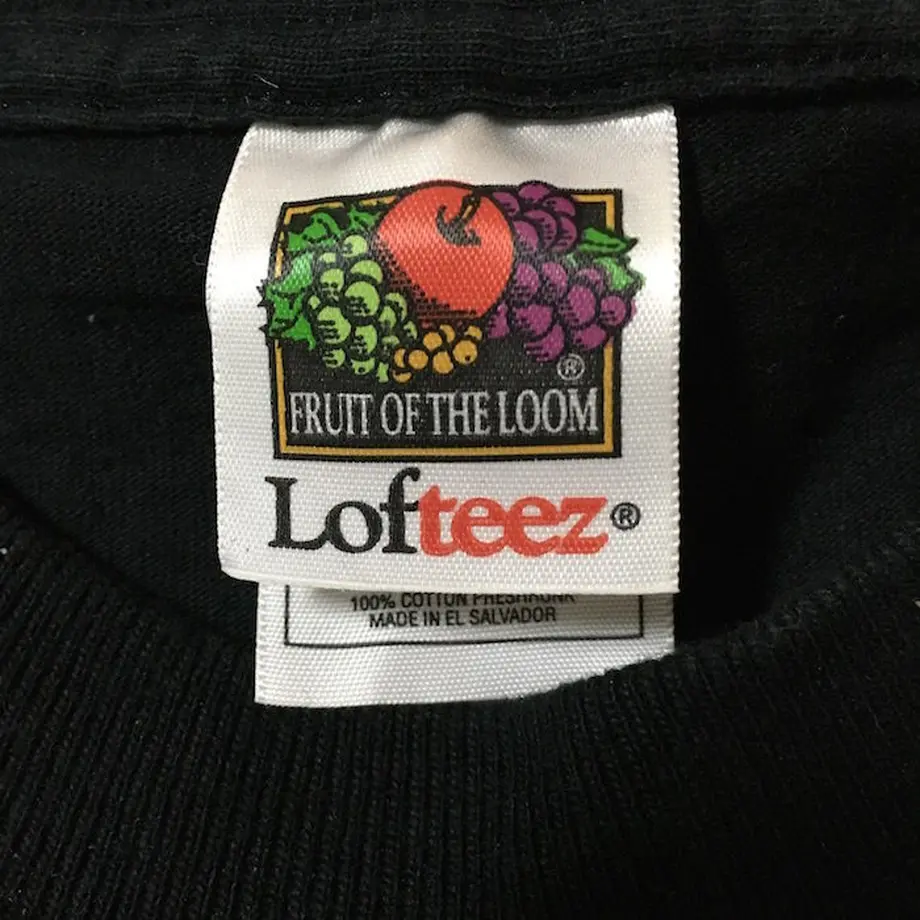 ®
FRUIT OF THE LOOM
Lofteez®
100% COTTON PRESHRUNK
MADE IN EL SALVADOR